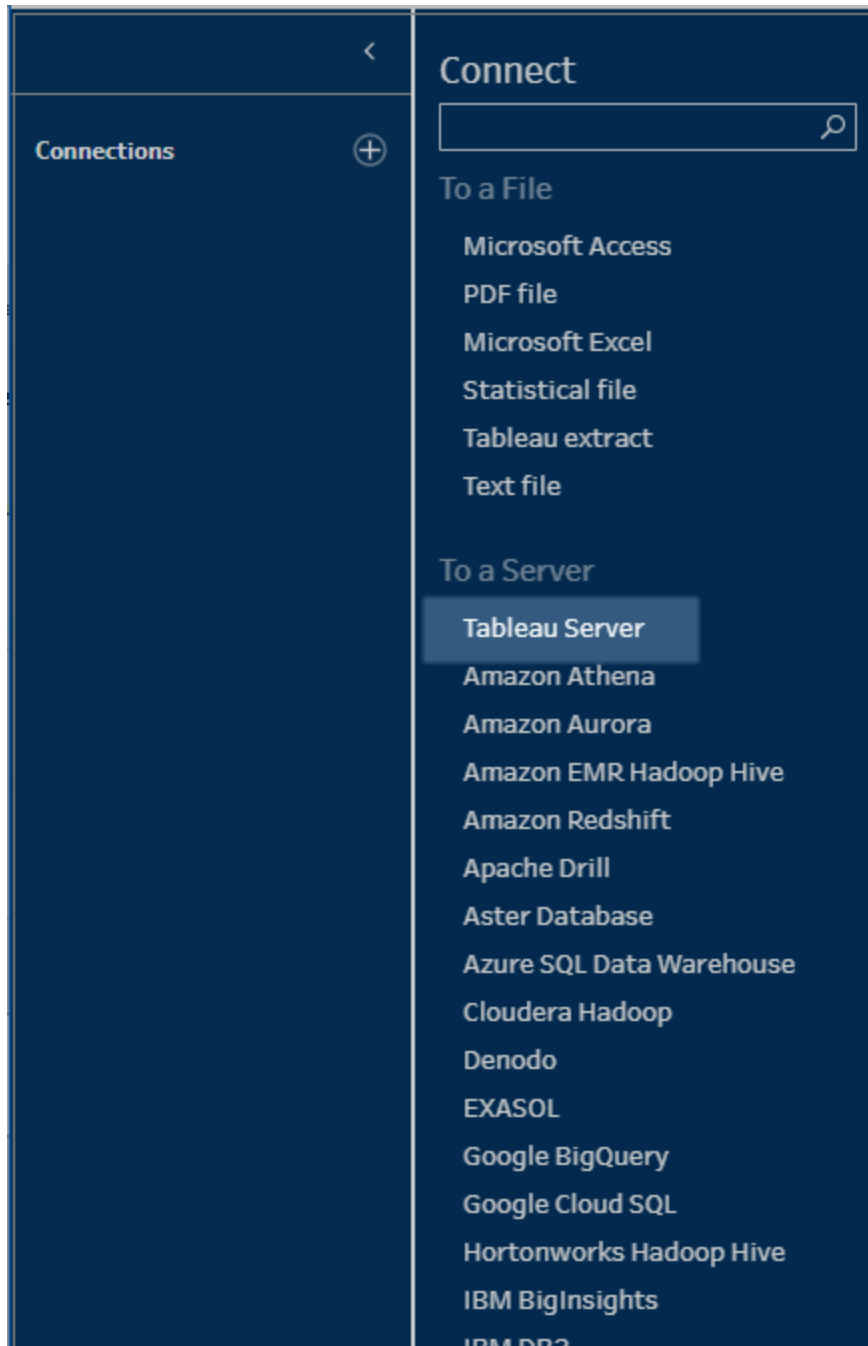 Connections
Connect
To a File
Microsoft Access
PDF file
Microsoft Excel
Statistical file
Tableau extract
Text file
To a Server
Tableau Server
Amazon Athena
Amazon Aurora
Amazon EMR Hadoop Hive
Amazon Redshift
Apache Drill
Aster Database
Azure SQL Data Warehouse
Cloudera Hadoop
Denodo
EXASOL
Google BigQuery
Google Cloud SQL
Hortonworks Hadoop Hive
IBM BigInsights